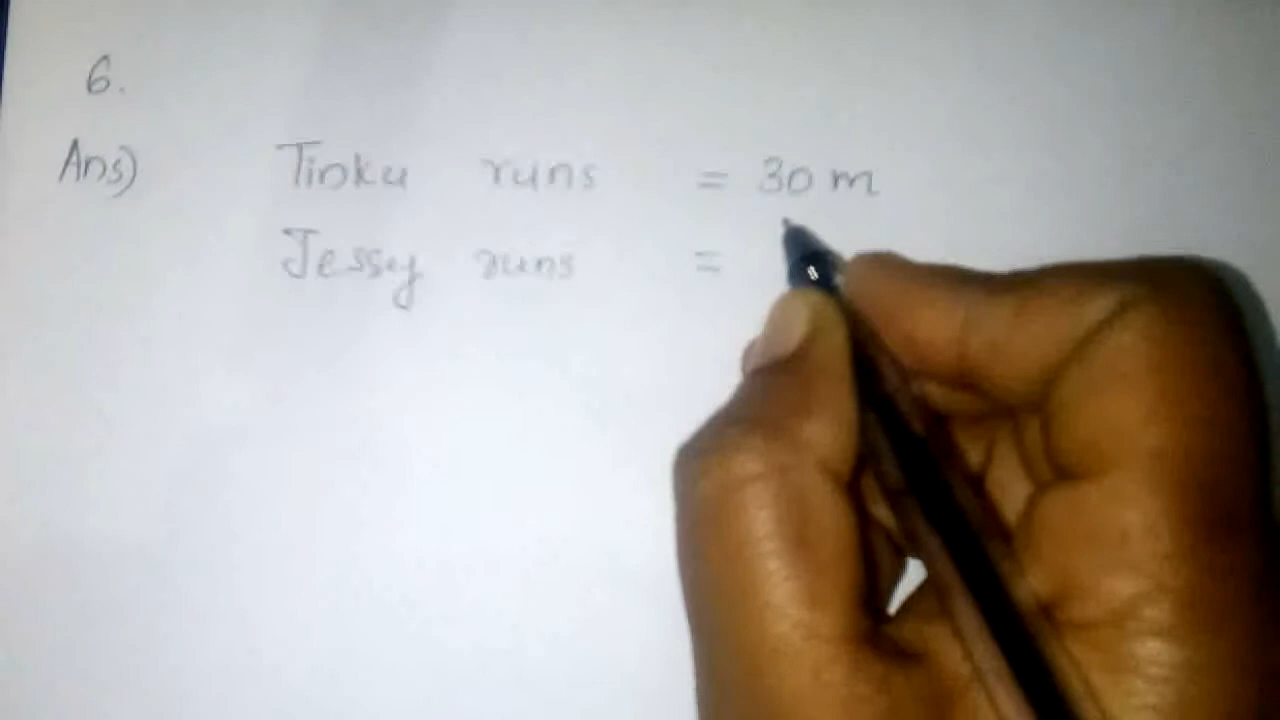 6.
Ans) Tinku runs = 30 m
Jessy runs =